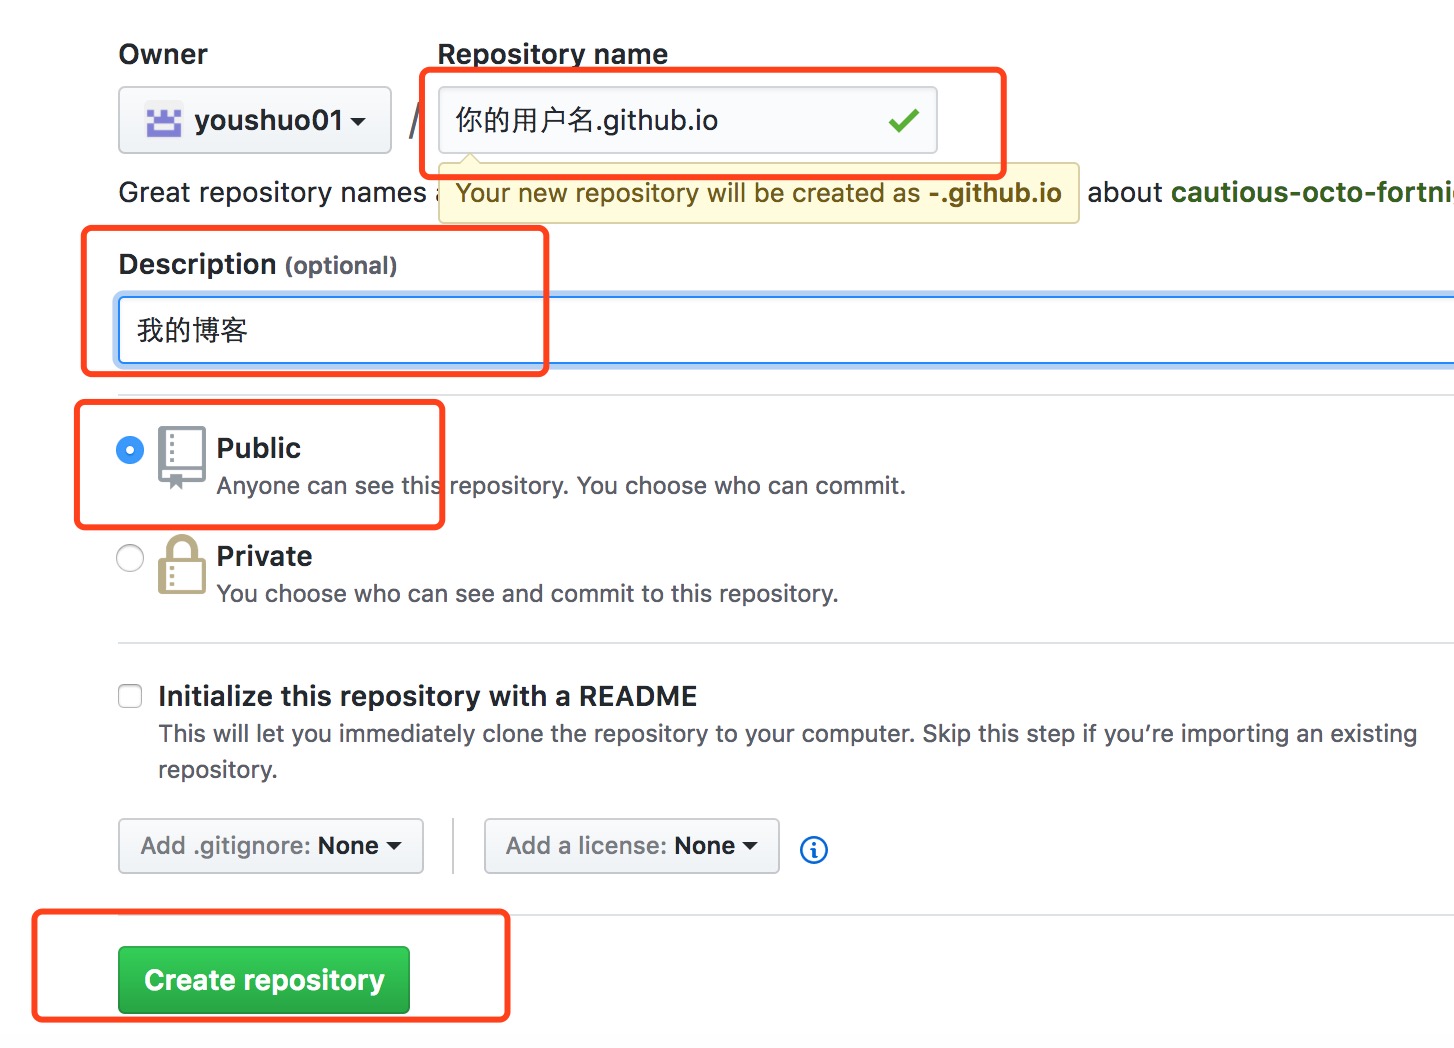 Owner
Repository name
youshuo01
/
你的用户名.github.io
Great repository names
Your new repository will be created as -.github.io
about cautious-octo-fortni
Description (optional)
我的博客
Public
Anyone can see this repository. You choose who can commit.
Private
You choose who can see and commit to this repository.
Initialize this repository with a README
This will let you immediately clone the repository to your computer. Skip this step if you’re importing an existing
repository.
Add .gitignore: None
Add a license: None
Create repository